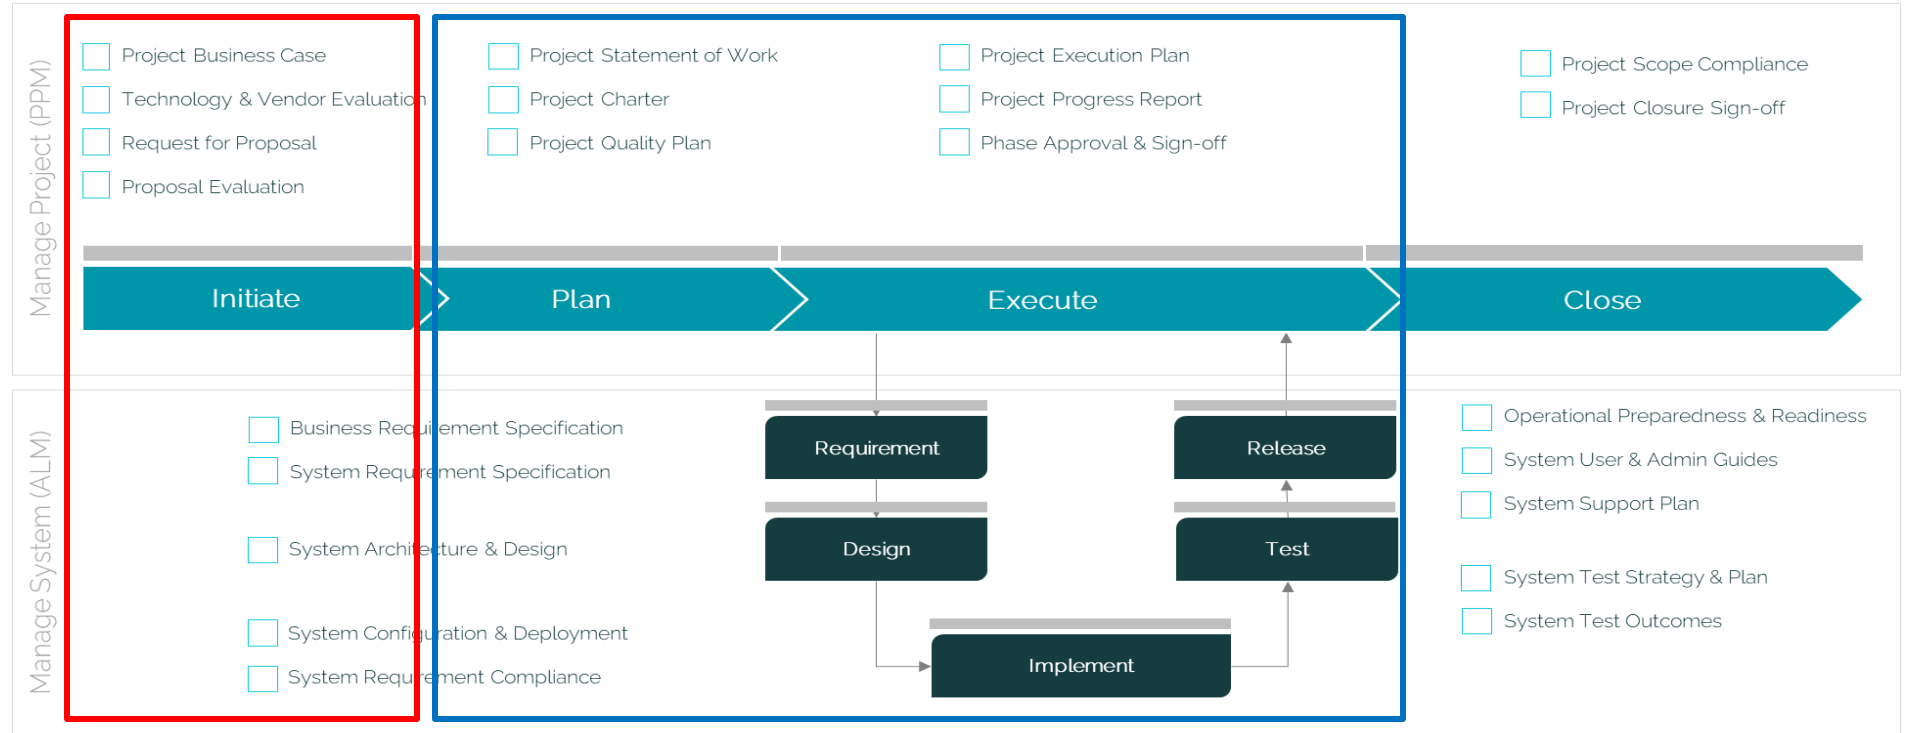 Manage Project (PPM)
Project Business Case
Technology & Vendor Evaluation
Request for Proposal
Proposal Evaluation
Project Statement of Work
Project Charter
Project Quality Plan
Project Execution Plan
Project Progress Report
Phase Approval & Sign-off
Project Scope Compliance
Project Closure Sign-off
Initiate
Plan
Execute
Close
Manage System (ALM)
Business Requirement Specification
System Requirement Specification
System Architecture & Design
System Configuration & Deployment
System Requirement Compliance
Requirement
Design
Implement
Test
Release
Operational Preparedness & Readiness
System User & Admin Guides
System Support Plan
System Test Strategy & Plan
System Test Outcomes